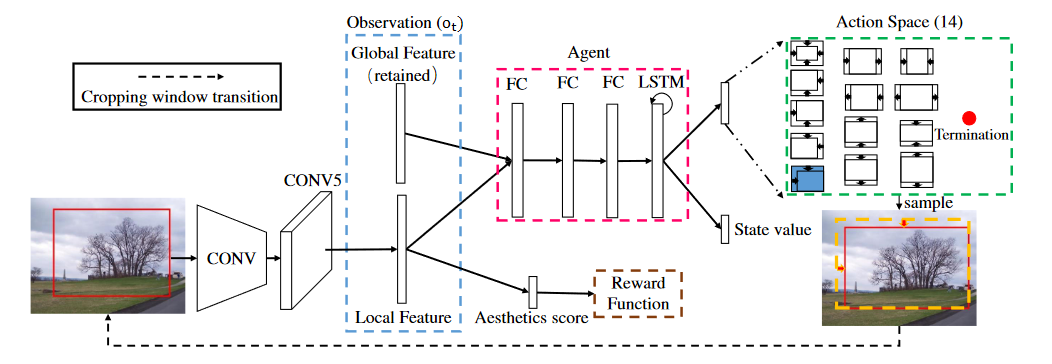 Observation (ot)
Action Space (14)
Global Feature
(retained)
Agent
FC
FC
FC
LSTM
Cropping window transition
Termination
CONV5
sample
CONV
State value
Local Feature
Aesthetics score
Reward
Function